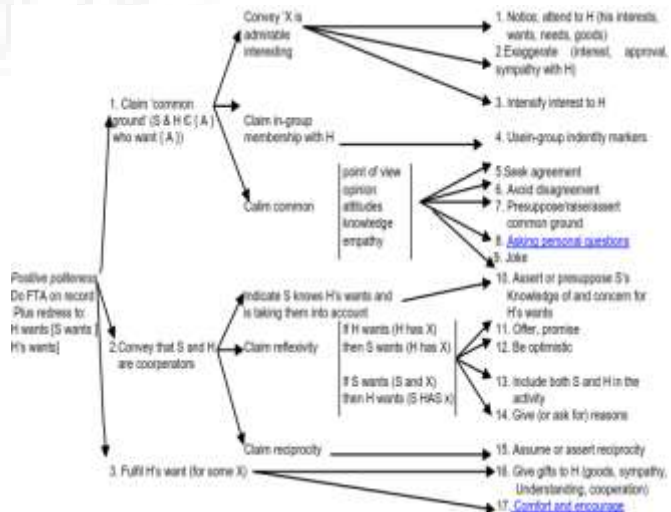 Convey 'X is
admirable
interesting
1. Notice, attend to H (his interests,
wants, needs, goods)
2.Exaggerate (interest, approval,
sympathy with H)
3. Intensify interest to H
1. Claim 'common
ground' (S & H € { A }
who want { A })
Claim in-group
membership with H
4. Usein-group indentity markers
Calim common
point of view
opinion
attitudes
knowledge
empathy
5.Seek agreement
6. Avoid disagreement
7. Presuppose/raise/assert
common ground
8. Asking personal questions
9. Joke
Positive politeness
Do FTA on record
Plus redress to:
H wants [S wants
H's wants]
2.Convey that S and H
are coorperators
Indicate S knows H's wants and
is taking them into account
10. Assert or presuppose S's
Knowledge of and concern for
H's wants
Claim reflexivity
If H wants (H has X)
then S wants (H has X)
If S wants (S and X)
then H wants (S HAS x)
11. Offer, promise
12. Be optimistic
13. Include both S and H in the
activity
14. Give (or ask for) reasons
Claim reciprocity
15. Assume or assert reciprocity
3. Fulfil H's want (for some X)
16. Give gifts to H (goods, sympathy,
Understanding, cooperation)
17. Comfort and encourage